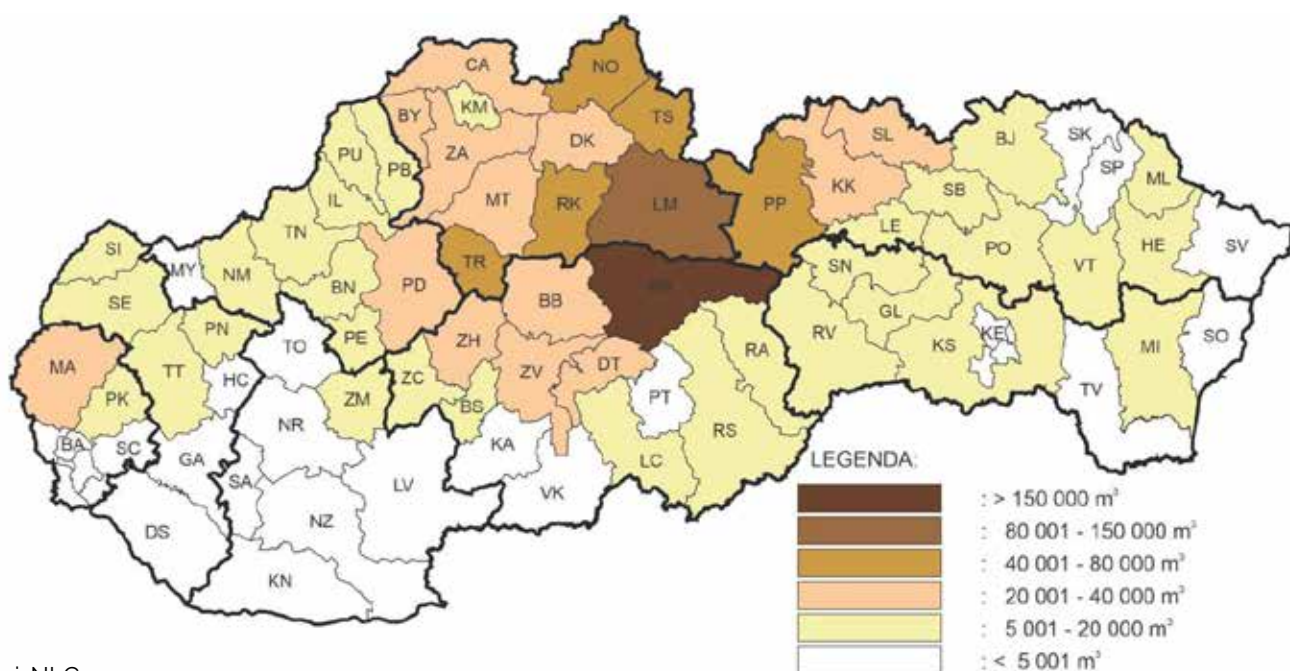 CA
NO
KM
TS
BY
DK
SL
BJ
SK
PU
ZA
SP
PB
KK
ML
MT
SB
IL
RK
LM
PP
LE
TN
PO
HE
SV
SI
MY
NM
TR
VT
BN
PD
SN
SE
BB
GL
PN
PE
ZH
RV
KE
TO
RA
KS
MI
SO
MA
TT
HC
ZC
ZV
DT
PK
ZM
BS
PT
TV
NR
RS
BA
SC
KA
GA
LC
LEGENDA:
SA
LV
VK
: > 150 000 m³
DS
NZ
: 80 001 - 150 000 m³
: 40 001 - 80 000 m³
KN
: 20 001 - 40 000 m³
: 5 001 - 20 000 m³
: < 5 001 m³